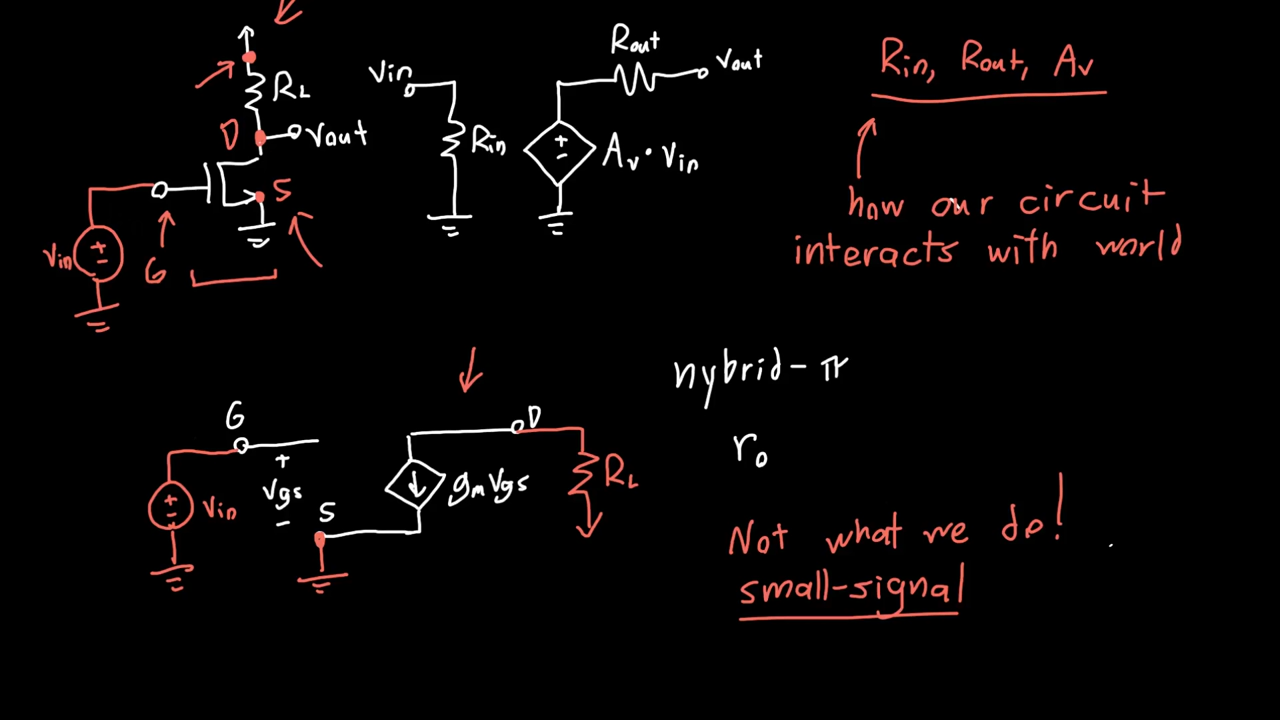 RL
D
Vout
S
Vin
G
Vin
Rin
Rout
Vout
Av · Vin
Rin, Rout, Av
how our circuit
interacts with world
G
+
Vgs
−
S
Vin
D
gmVgs
RL
hybrid-π
ro
Not what we do!
small-signal